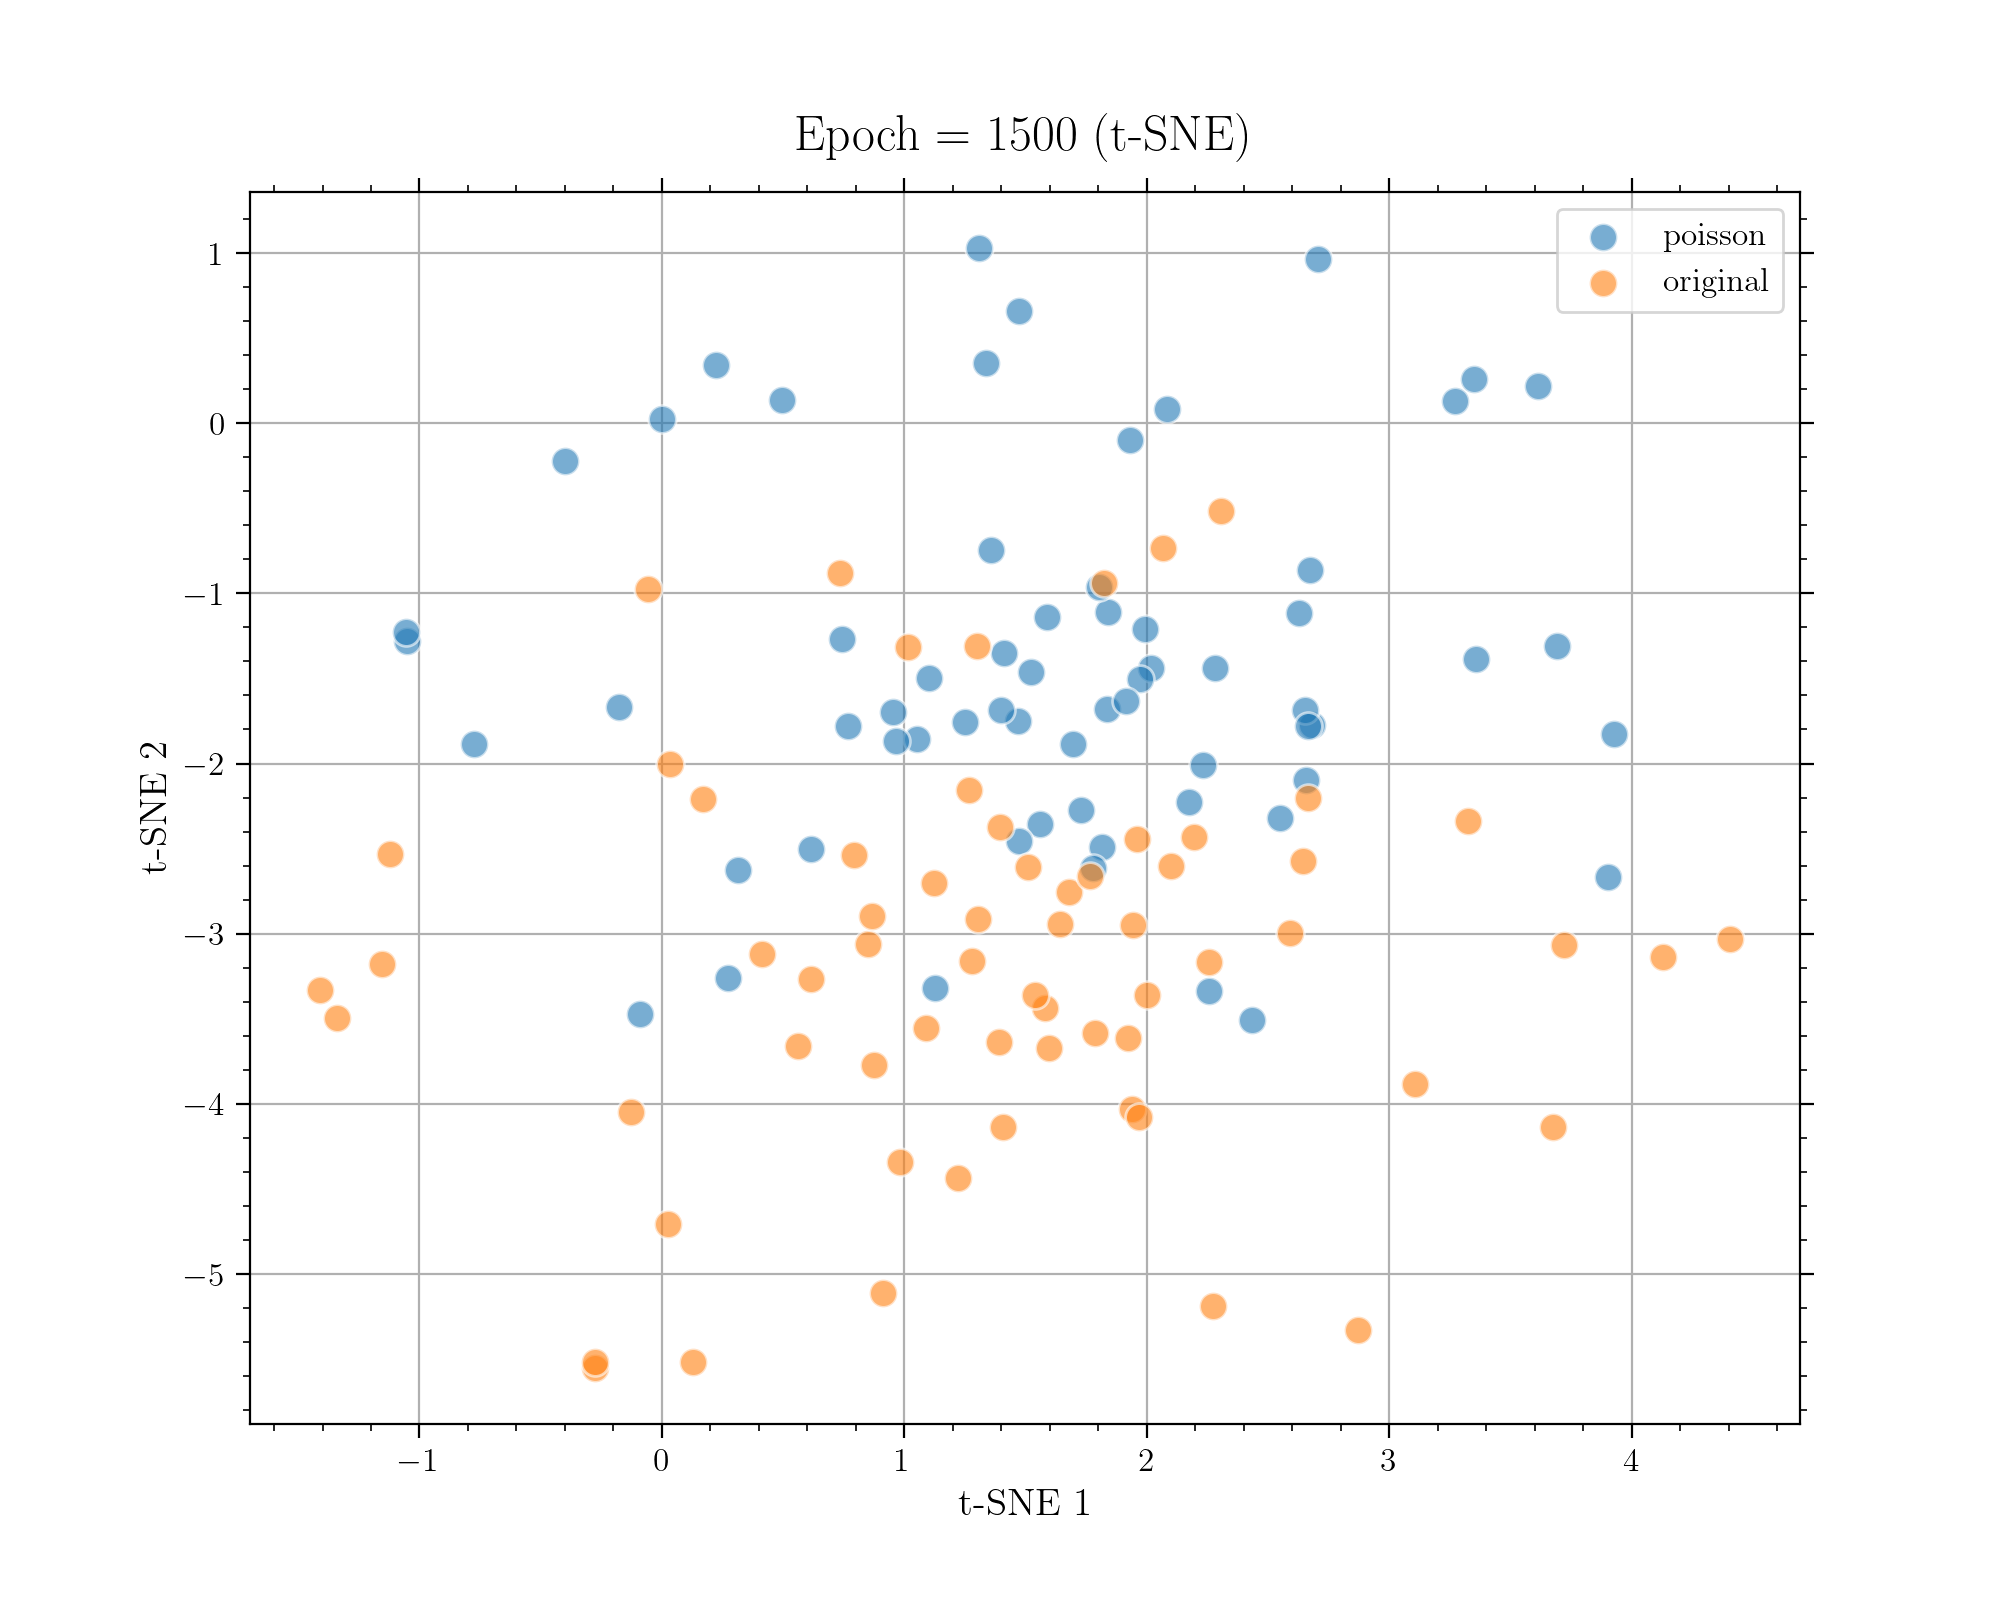 Epoch = 1500 (t-SNE)
poisson
original
1
0
−1
−2
−3
−4
−5
t-SNE 2
−1
0
1
2
3
4
t-SNE 1